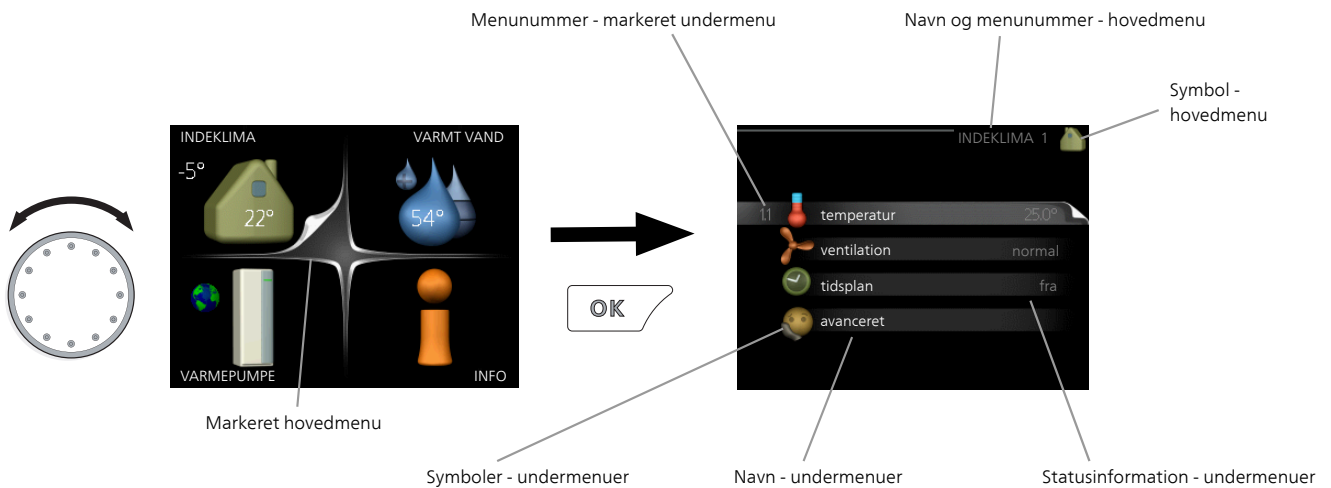 Menunummer - markeret undermenu
Navn og menunummer - hovedmenu
Symbol -
hovedmenu
INDEKLIMA
VARMT VAND
-5°
22°
54°
VARMEPUMPE
INFO
Markeret hovedmenu
OK
INDEKLIMA 1
1.1
temperatur
25.0°
ventilation
normal
tidsplan
fra
avanceret
Symboler - undermenuer
Navn - undermenuer
Statusinformation - undermenuer